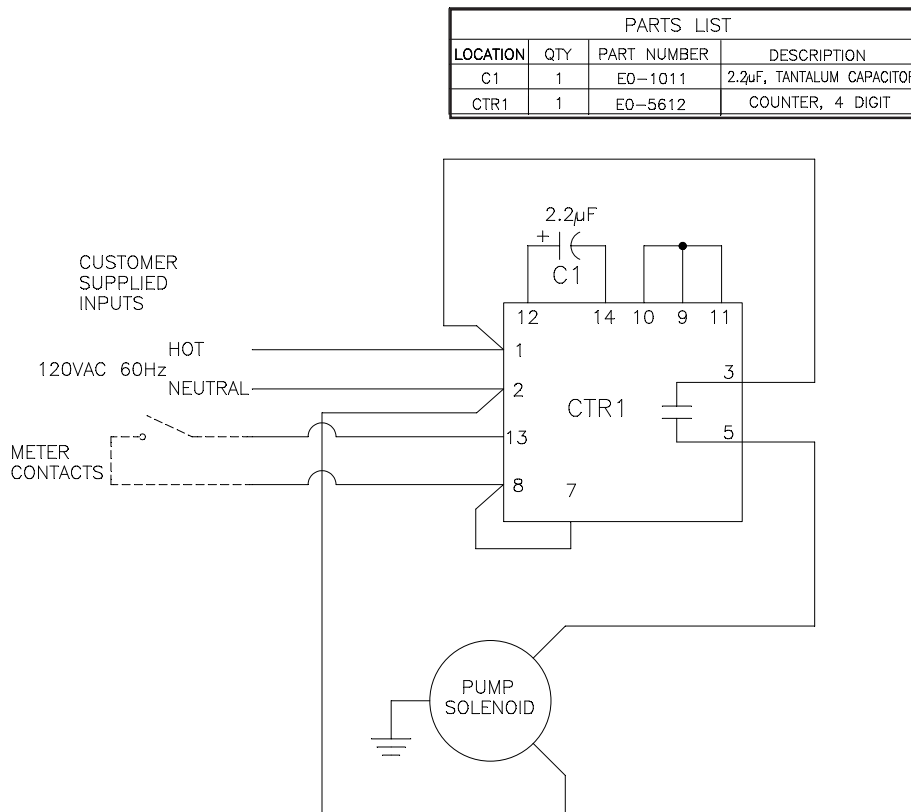 PARTS LIST
LOCATION QTY PART NUMBER DESCRIPTION
C1 1 E0-1011 2.2µF, TANTALUM CAPACITOR
CTR1 1 E0-5612 COUNTER, 4 DIGIT
2.2µF
+
C1
CUSTOMER
SUPPLIED
INPUTS
12 14 10 9 11
HOT
1
120VAC 60Hz
NEUTRAL
2
3
CTR1
13
5
METER
CONTACTS
8
7
PUMP
SOLENOID